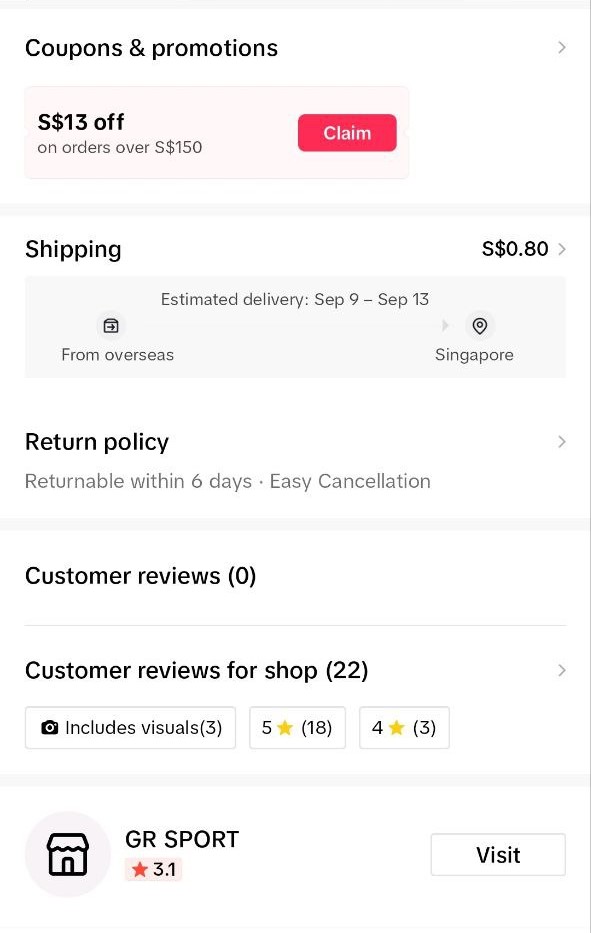 Coupons & promotions
S$13 off
on orders over S$150
Claim
Shipping
S$0.80
Estimated delivery: Sep 9 – Sep 13
From overseas
Singapore
Return policy
Returnable within 6 days · Easy Cancellation
Customer reviews (0)
Customer reviews for shop (22)
Includes visuals(3)
5 ★ (18)
4 ★ (3)
GR SPORT
★ 3.1
Visit